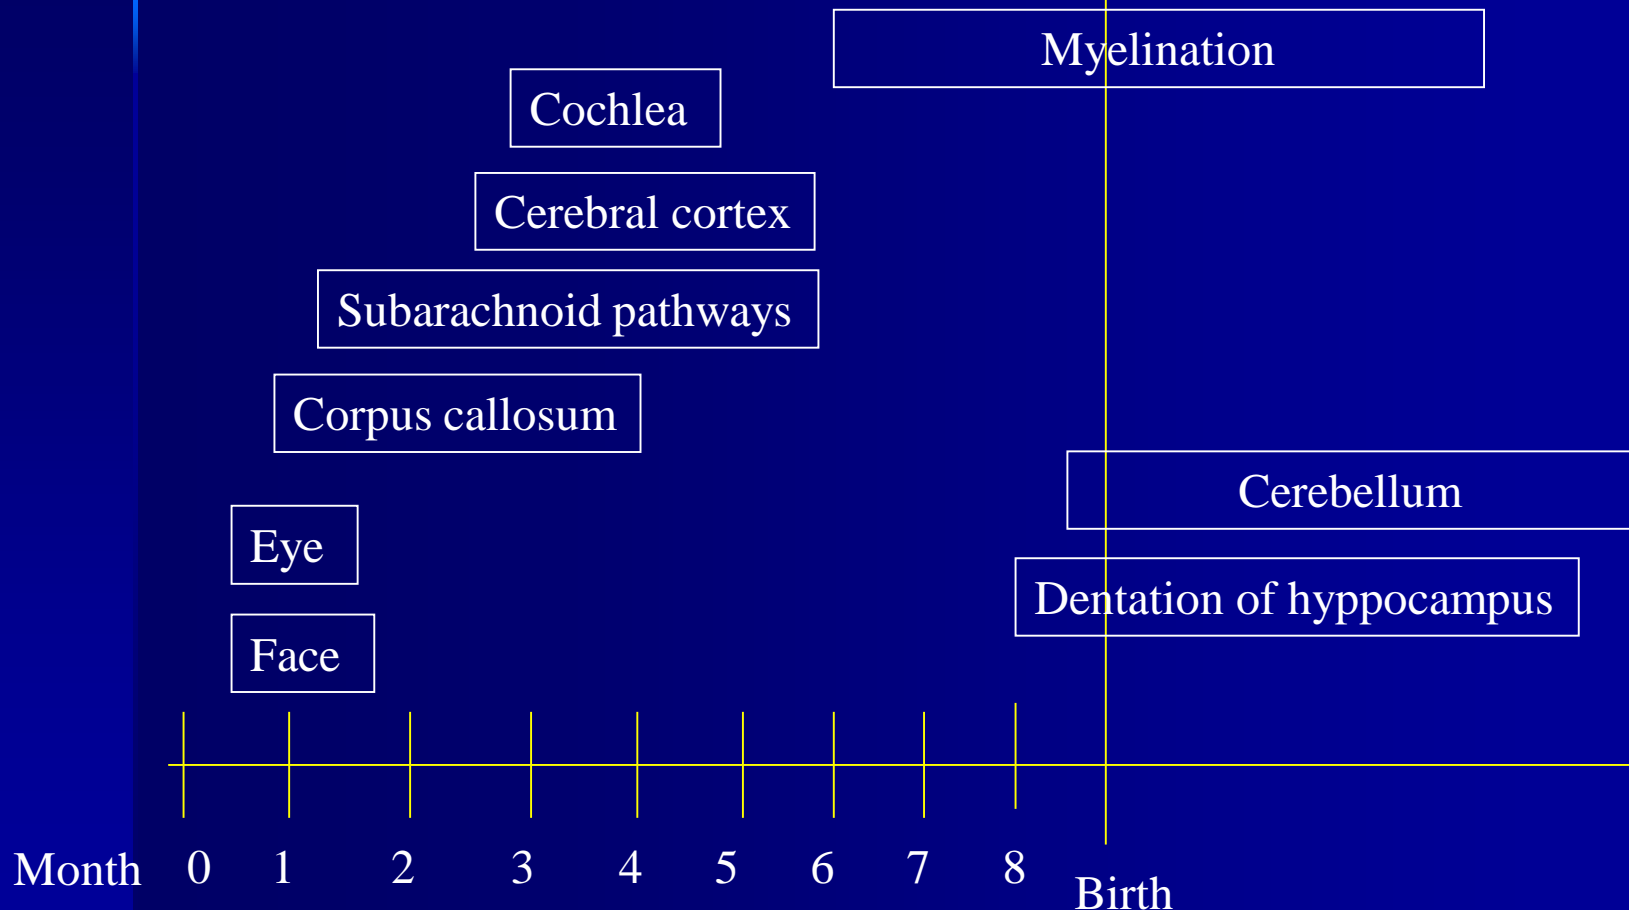 Myelination
Cochlea
Cerebral cortex
Subarachnoid pathways
Corpus callosum
Cerebellum
Eye
Dentation of hyppocampus
Face
Month 0 1 2 3 4 5 6 7 8
Birth